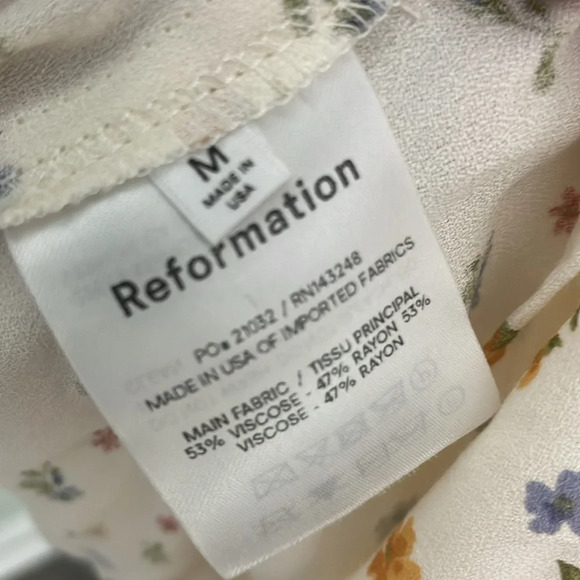 M
MADE IN
USA
Reformation
PO# 21032 / RN143248
MADE IN USA OF IMPORTED FABRICS
MAIN FABRIC / TISSU PRINCIPAL
53% VISCOSE - 47% RAYON 53%
VISCOSE - 47% RAYON